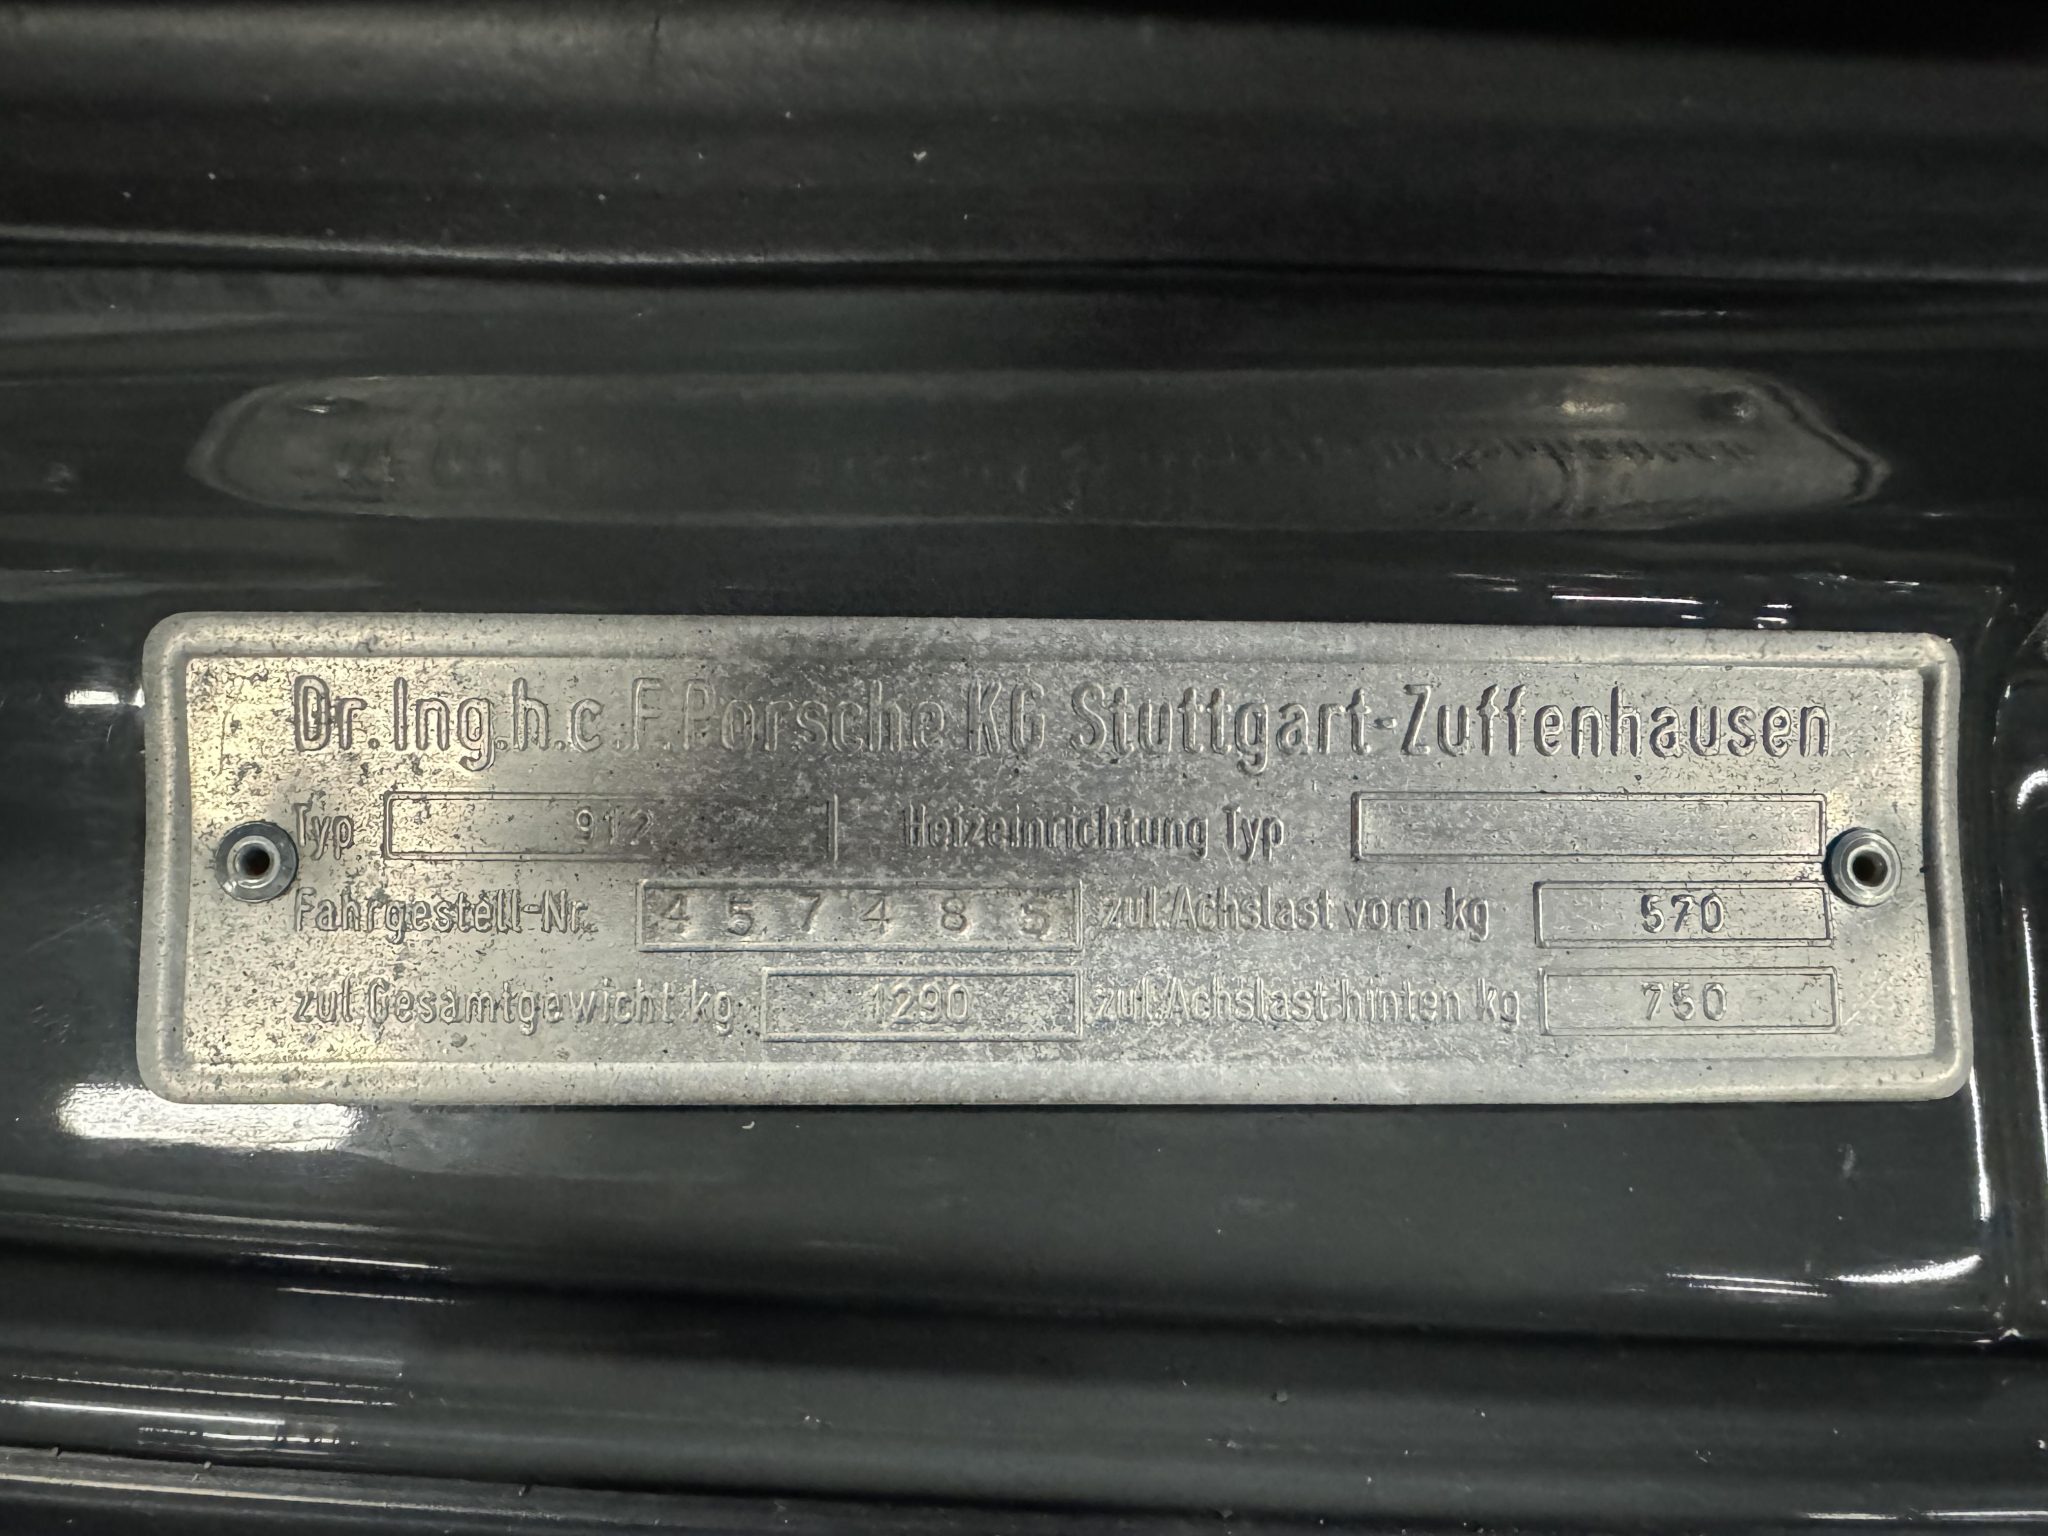 Dr. Ing. h.c. F. Porsche KG Stuttgart-Zuffenhausen
Typ 912 Heizeinrichtung Typ
Fahrgestell-Nr. 457485 zul. Achslast vorn kg 570
zul. Gesamtgewicht kg 1290 zul. Achslast hinten kg 750